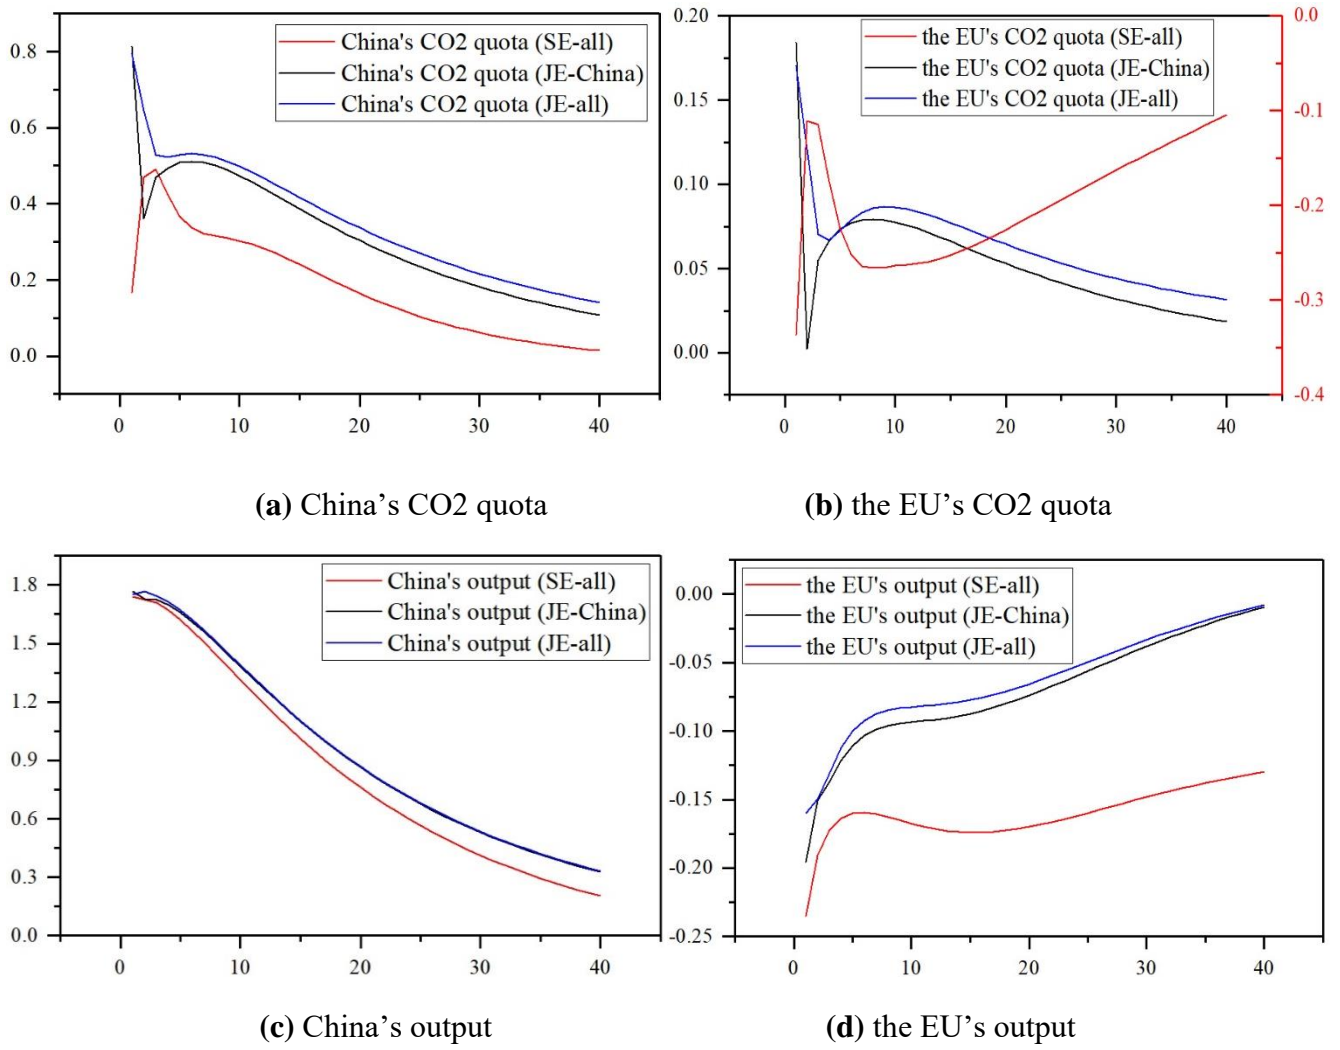 China's CO2 quota (SE-all)
China's CO2 quota (JE-China)
China's CO2 quota (JE-all)
0.8
0.6
0.4
0.2
0.0
0 10 20 30 40
(a) China’s CO2 quota
the EU's CO2 quota (SE-all)
the EU's CO2 quota (JE-China)
the EU's CO2 quota (JE-all)
0.20
0.15
0.10
0.05
0.00
0.0
-0.1
-0.2
-0.3
-0.4
0 10 20 30 40
(b) the EU’s CO2 quota
China's output (SE-all)
China's output (JE-China)
China's output (JE-all)
1.8
1.5
1.2
0.9
0.6
0.3
0.0
0 10 20 30 40
(c) China’s output
the EU's output (SE-all)
the EU's output (JE-China)
the EU's output (JE-all)
0.00
-0.05
-0.10
-0.15
-0.20
-0.25
0 10 20 30 40
(d) the EU’s output